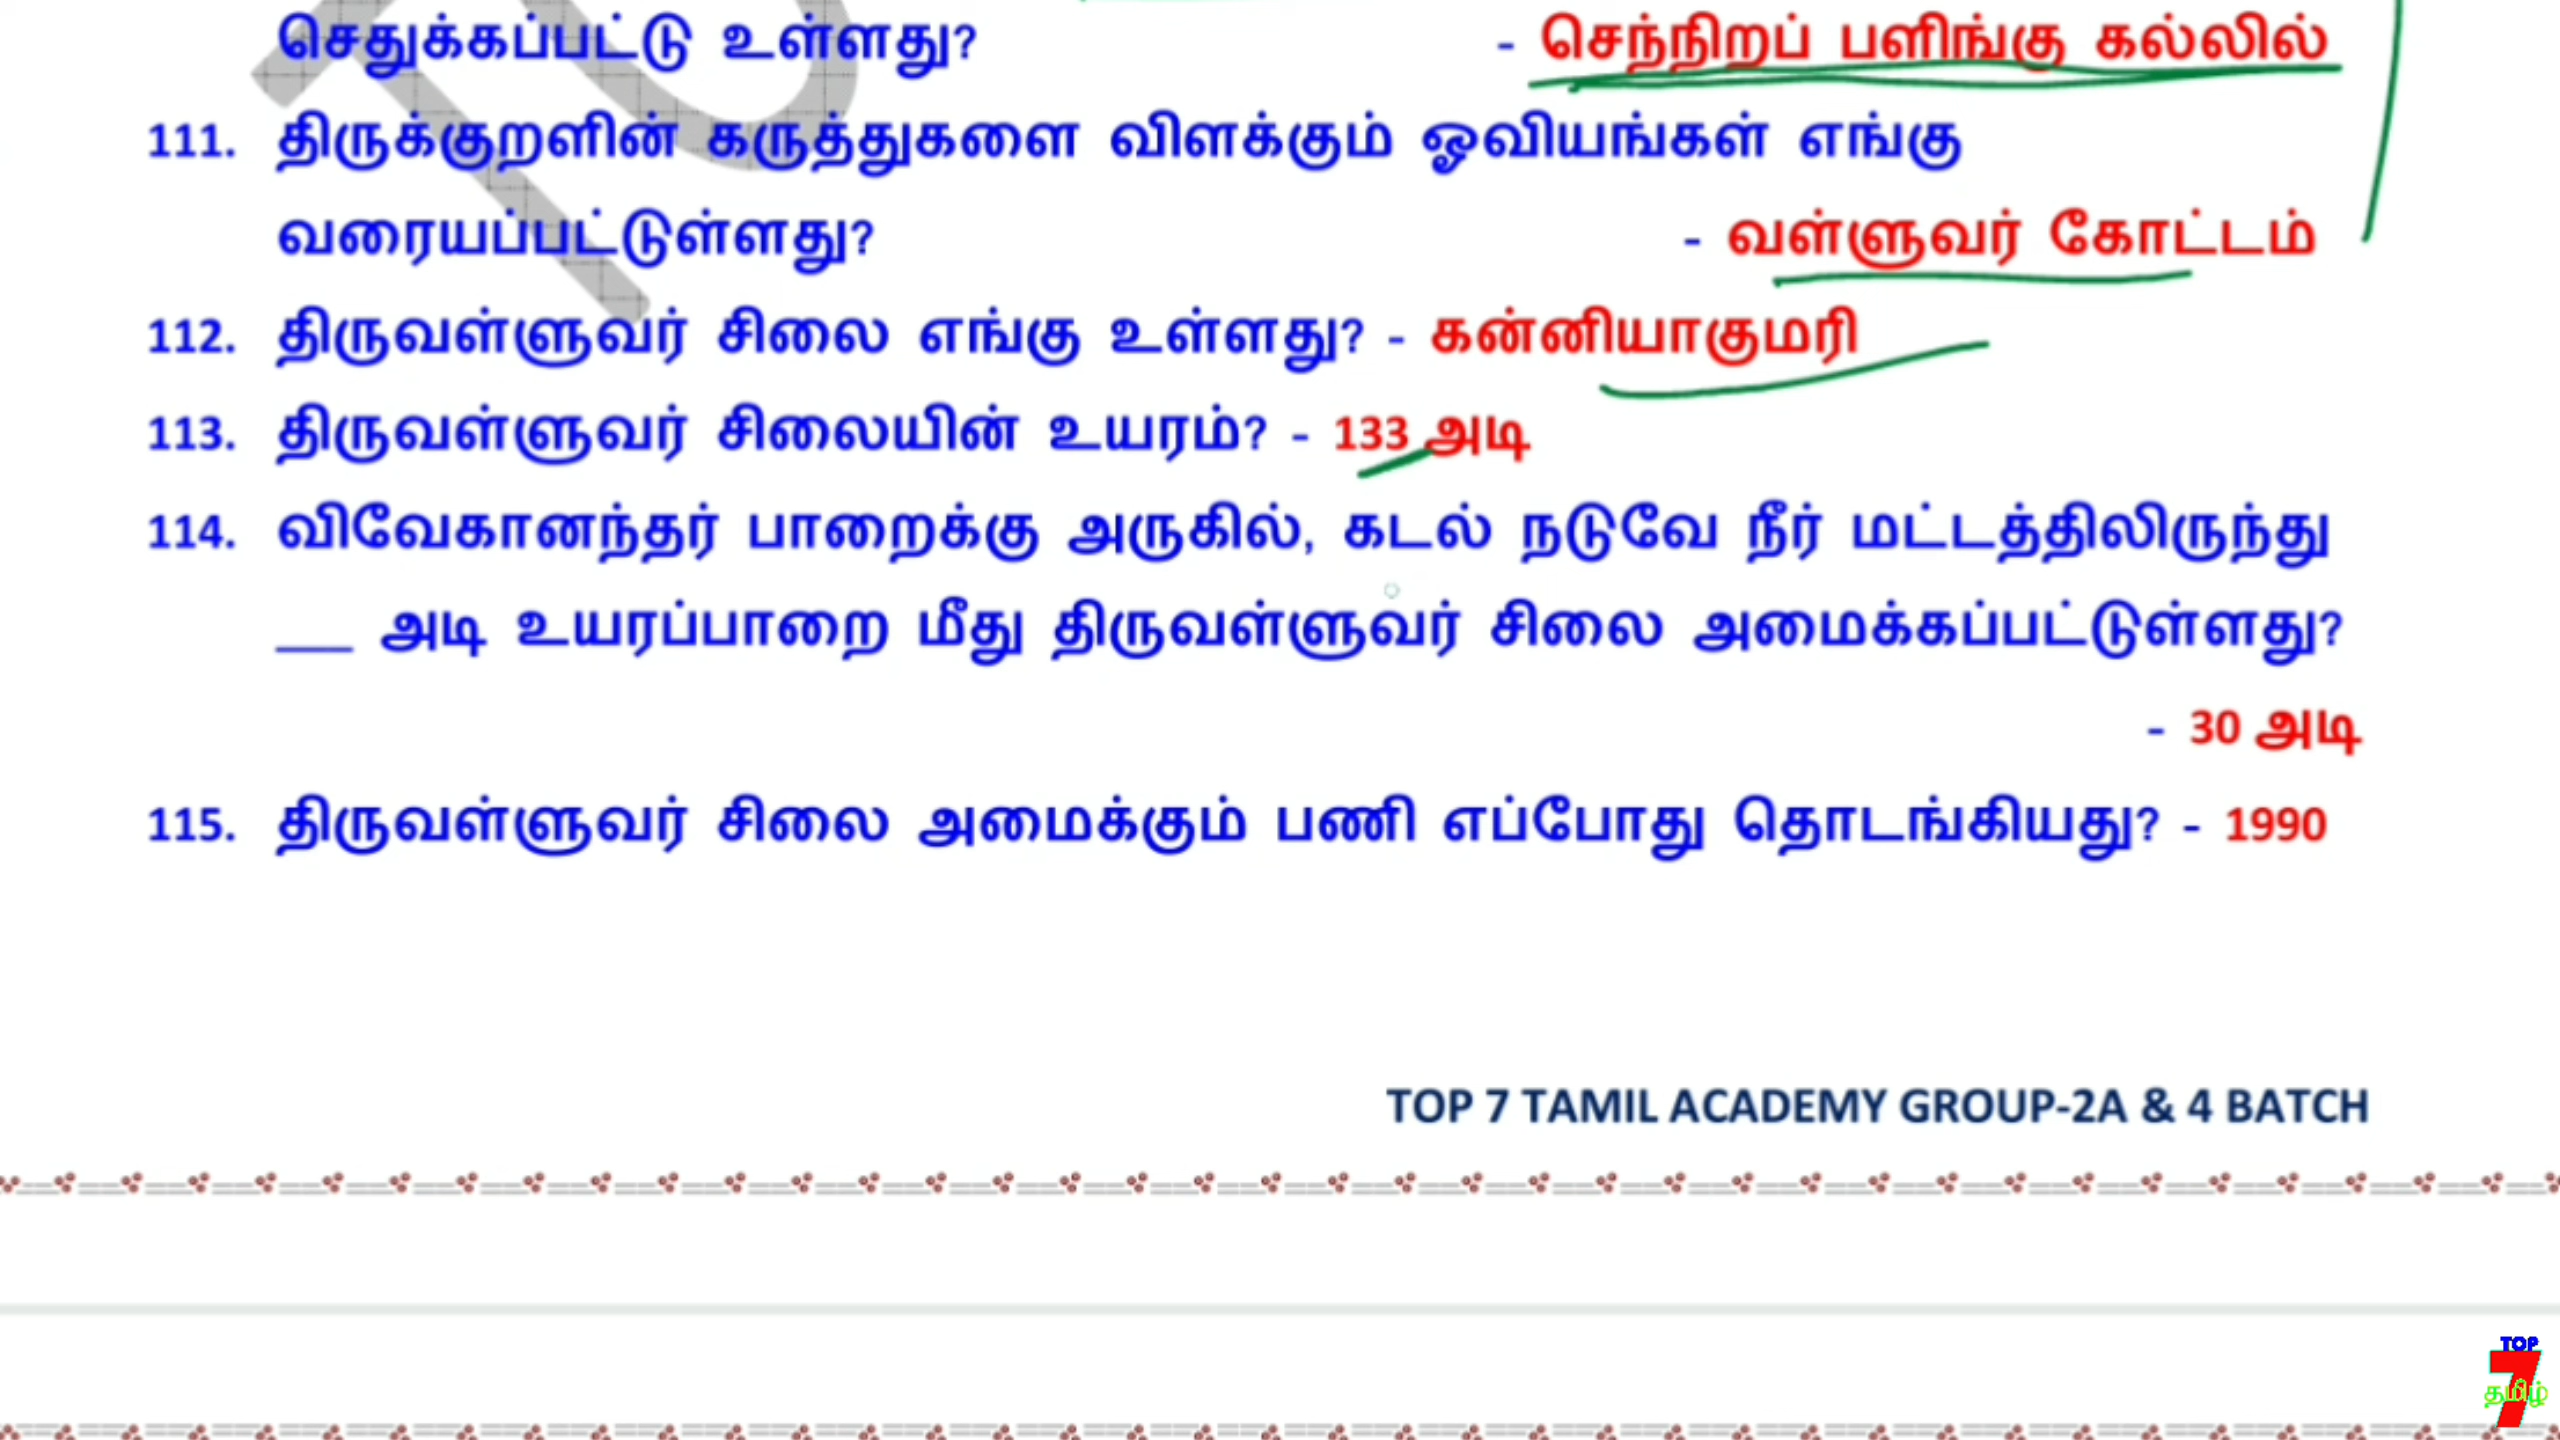 செதுக்கப்பட்டு உள்ளது? - செந்நிறப் பளிங்கு கல்லில்
111. திருக்குறளின் கருத்துகளை விளக்கும் ஓவியங்கள் எங்கு
வரையப்பட்டுள்ளது? - வள்ளுவர் கோட்டம்
112. திருவள்ளுவர் சிலை எங்கு உள்ளது? - கன்னியாகுமரி
113. திருவள்ளுவர் சிலையின் உயரம்? - 133 அடி
114. விவேகானந்தர் பாறைக்கு அருகில், கடல் நடுவே நீர் மட்டத்திலிருந்து
___ அடி உயரப்பாறை மீது திருவள்ளுவர் சிலை அமைக்கப்பட்டுள்ளது?
- 30 அடி
115. திருவள்ளுவர் சிலை அமைக்கும் பணி எப்போது தொடங்கியது? - 1990
TOP 7 TAMIL ACADEMY GROUP-2A & 4 BATCH
TOP
7
தமிழ்